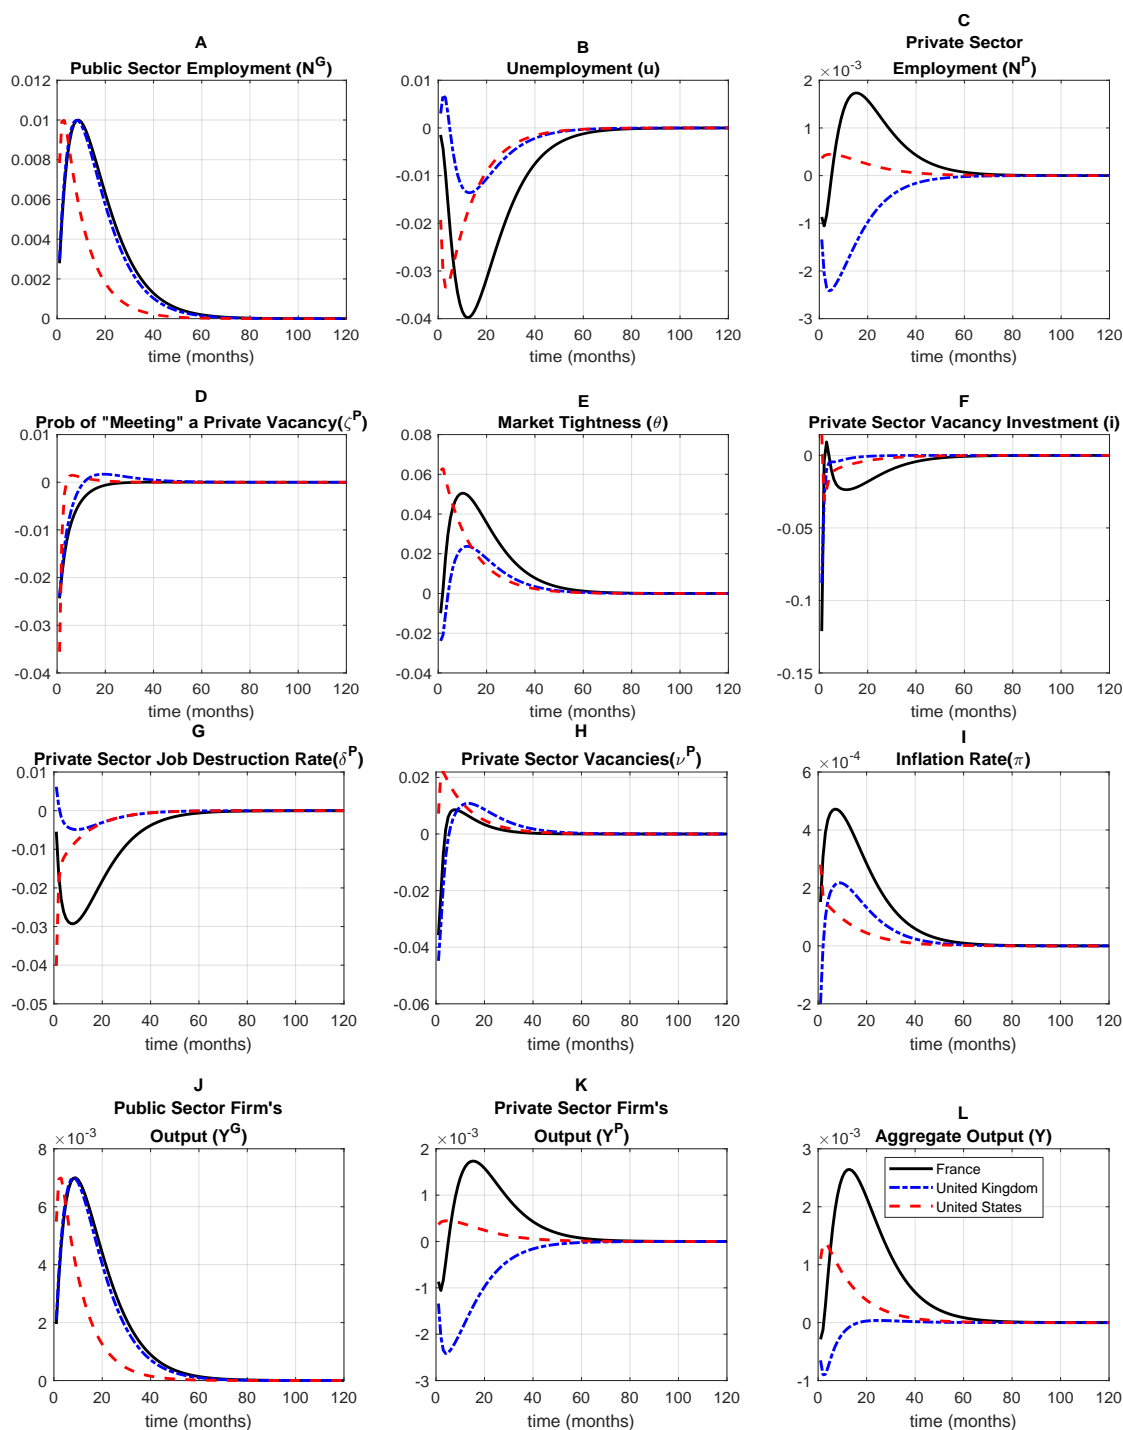 A
Public Sector Employment (N^G)
0.012
0.01
0.008
0.006
0.004
0.002
0
0 20 40 60 80 100 120
time (months)
B
Unemployment (u)
0.01
0
-0.01
-0.02
-0.03
-0.04
0 20 40 60 80 100 120
time (months)
C
Private Sector
Employment (N^P)
×10^-3
2
1
0
-1
-2
-3
0 20 40 60 80 100 120
time (months)
D
Prob of "Meeting" a Private Vacancy(ζ^P)
0.01
0
-0.01
-0.02
-0.03
-0.04
0 20 40 60 80 100 120
time (months)
E
Market Tightness (θ)
0.08
0.06
0.04
0.02
0
-0.02
-0.04
0 20 40 60 80 100 120
time (months)
F
Private Sector Vacancy Investment (i)
0
-0.05
-0.1
-0.15
0 20 40 60 80 100 120
time (months)
G
Private Sector Job Destruction Rate(δ^P)
0.01
0
-0.01
-0.02
-0.03
-0.04
-0.05
0 20 40 60 80 100 120
time (months)
H
Private Sector Vacancies(ν^P)
0.02
0
-0.02
-0.04
-0.06
0 20 40 60 80 100 120
time (months)
I
Inflation Rate(π)
×10^-4
6
4
2
0
-2
0 20 40 60 80 100 120
time (months)
J
Public Sector Firm's
Output (Y^G)
×10^-3
8
6
4
2
0
0 20 40 60 80 100 120
time (months)
K
Private Sector Firm's
Output (Y^P)
×10^-3
2
1
0
-1
-2
-3
0 20 40 60 80 100 120
time (months)
L
Aggregate Output (Y)
×10^-3
3
2
1
0
-1
France
United Kingdom
United States
0 20 40 60 80 100 120
time (months)